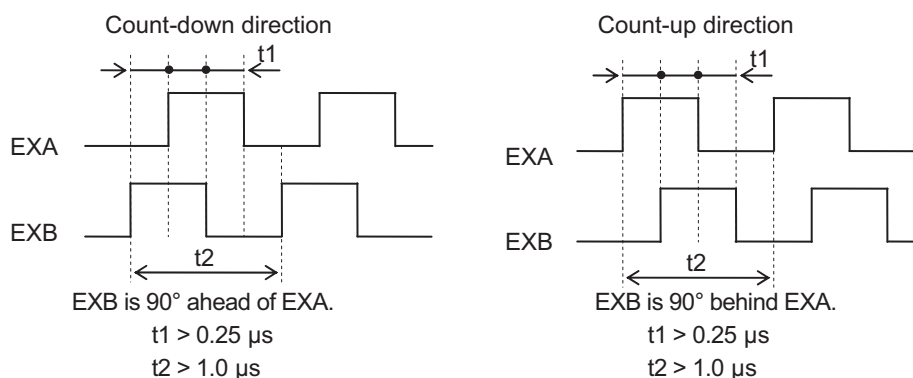 Count-down direction
t1
EXA
EXB
t2
EXB is 90° ahead of EXA.
t1 > 0.25 µs
t2 > 1.0 µs
Count-up direction
t1
EXA
EXB
t2
EXB is 90° behind EXA.
t1 > 0.25 µs
t2 > 1.0 µs